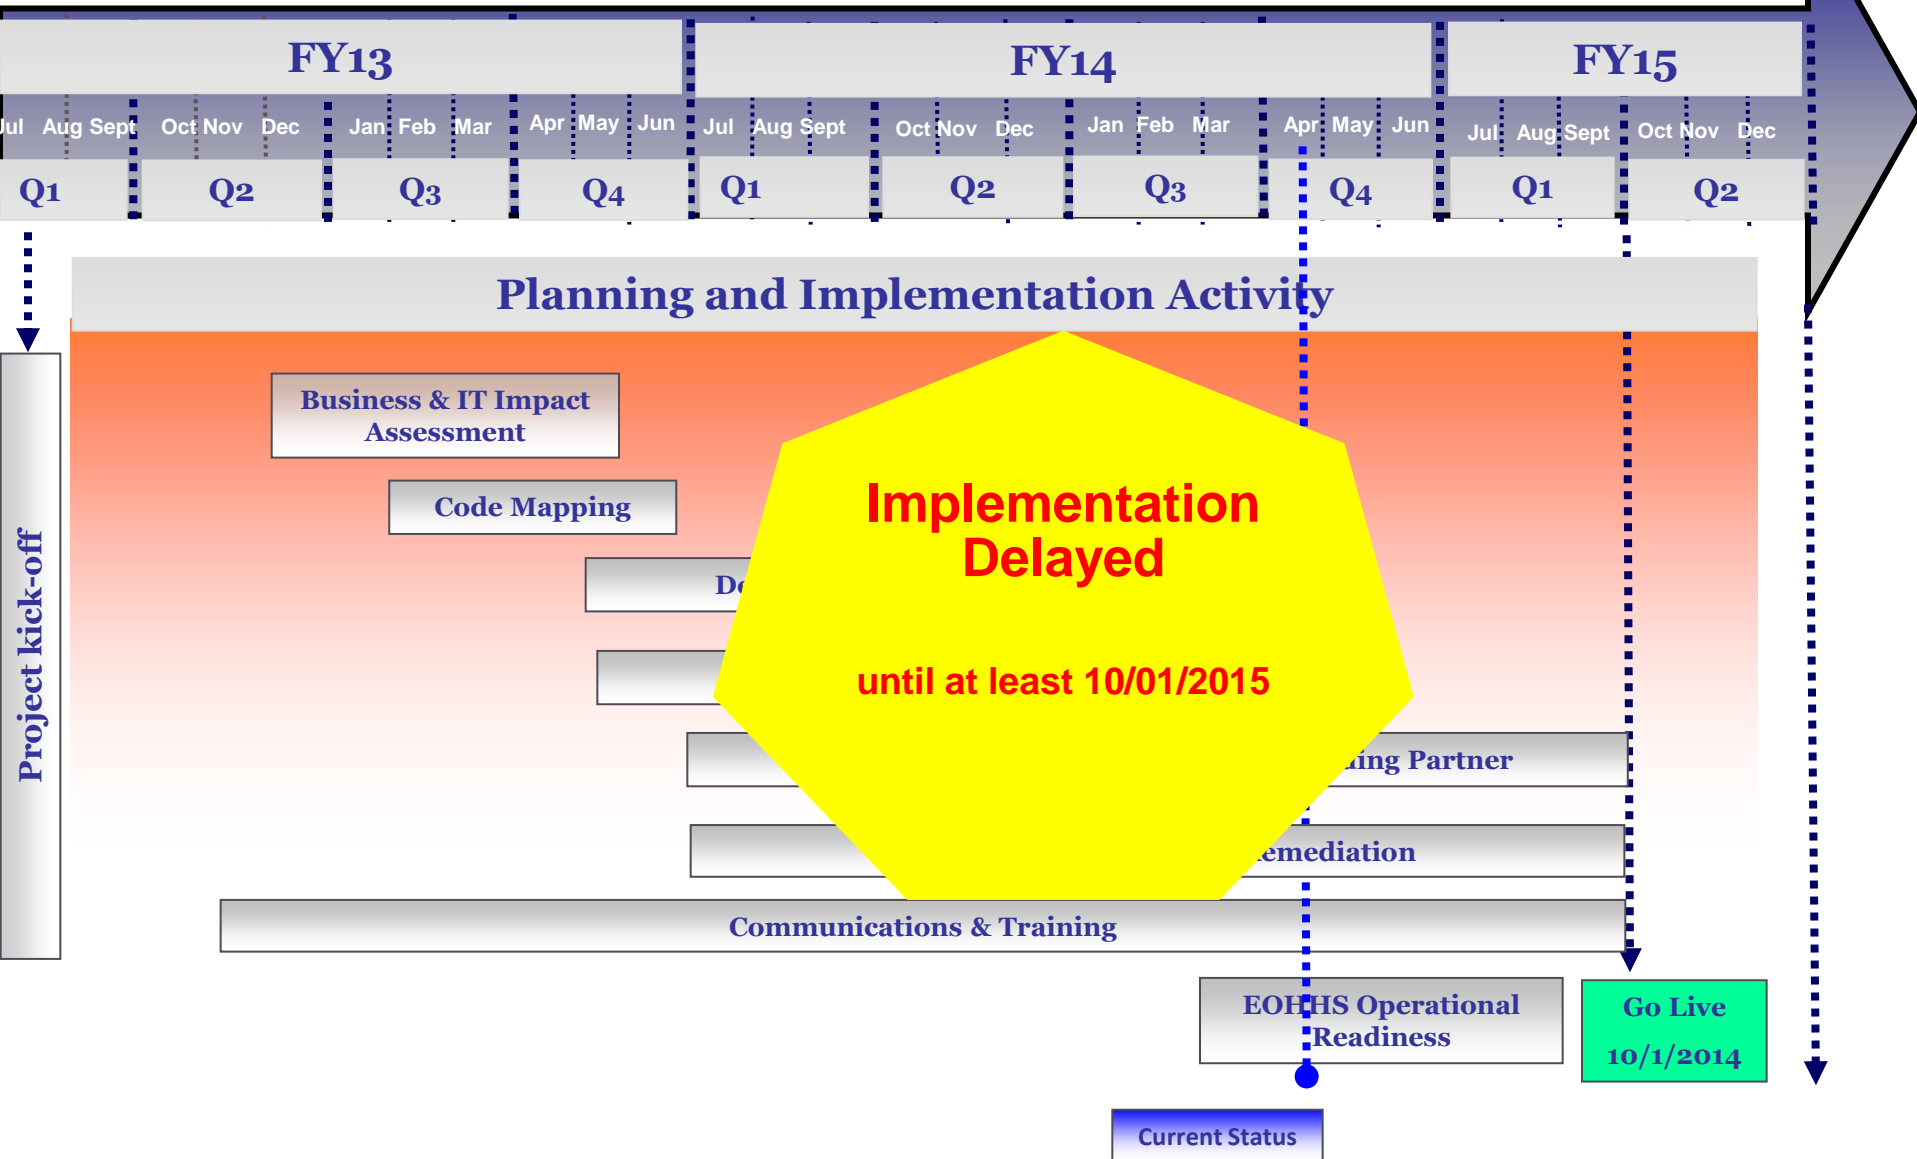 FY13 FY14 FY15
Jul Aug Sept Oct Nov Dec Jan Feb Mar Apr May Jun Jul Aug Sept Oct Nov Dec Jan Feb Mar Apr May Jun Jul Aug Sept Oct Nov Dec
Q1 Q2 Q3 Q4 Q1 Q2 Q3 Q4 Q1 Q2
Planning and Implementation Activity
Project kick-off
Business & IT Impact
Assessment
Code Mapping
Implementation
Delayed
until at least 10/01/2015
Partner
Communications & Training
EOHHS Operational
Readiness
Go Live
10/1/2014
Current Status